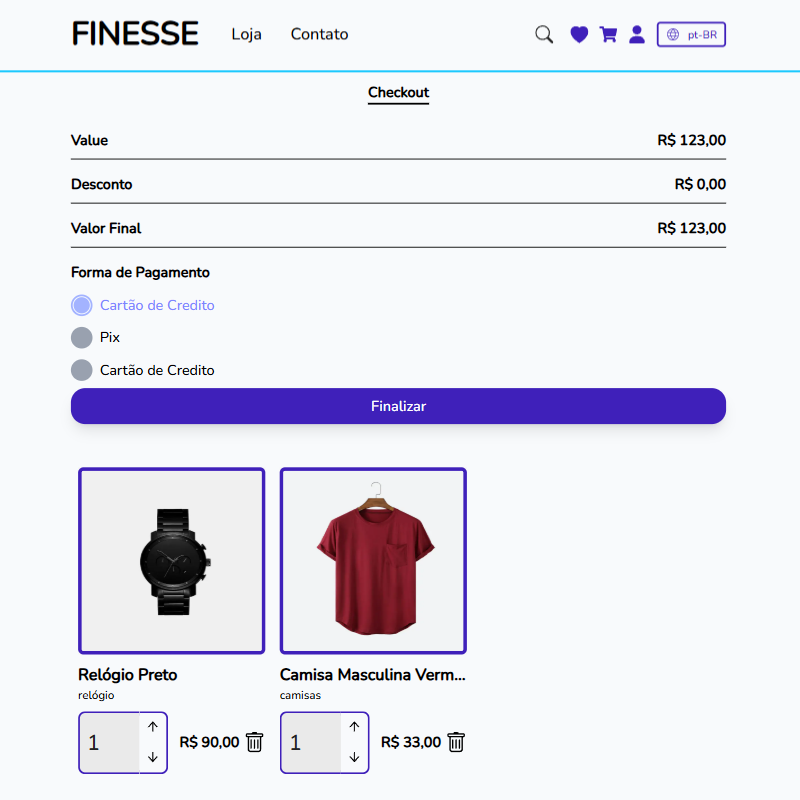 FINESSE Loja Contato pt-BR
Checkout
Value R$ 123,00
Desconto R$ 0,00
Valor Final R$ 123,00
Forma de Pagamento
Cartão de Credito
Pix
Cartão de Credito
Finalizar
Relógio Preto
relógio
1 R$ 90,00
Camisa Masculina Verm...
camisas
1 R$ 33,00